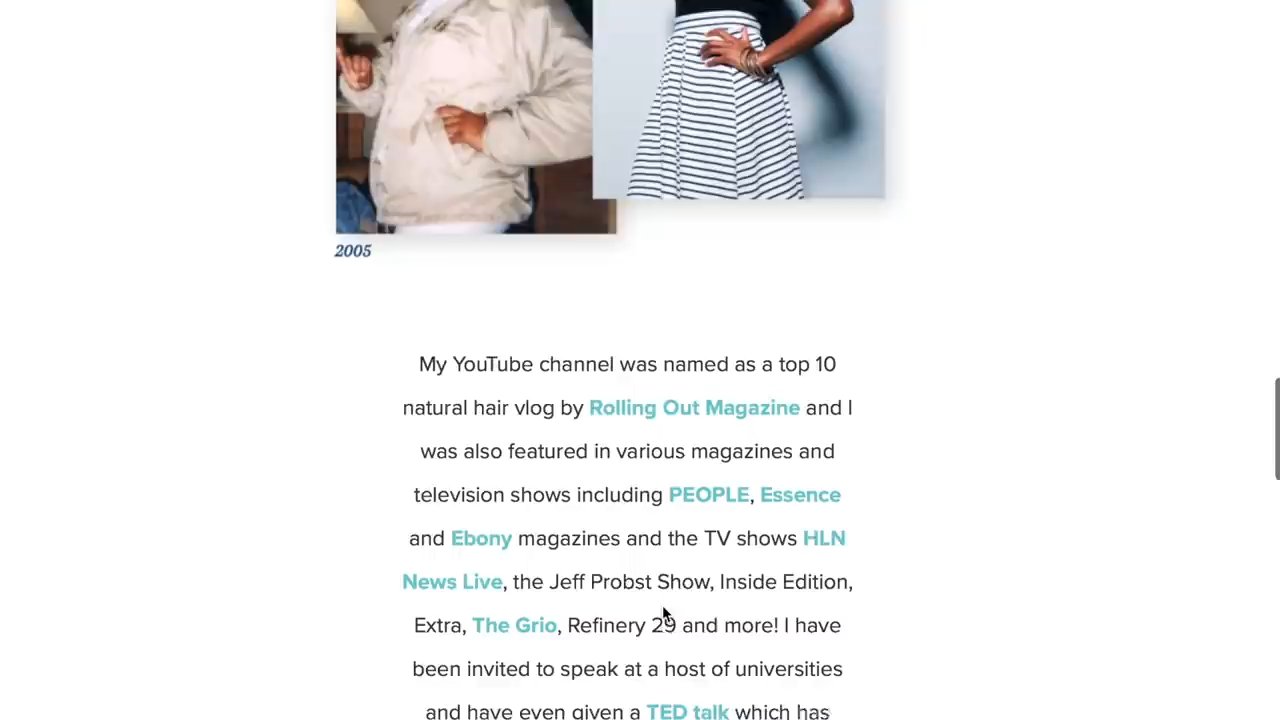 2005
My YouTube channel was named as a top 10
natural hair vlog by Rolling Out Magazine and I
was also featured in various magazines and
television shows including PEOPLE, Essence
and Ebony magazines and the TV shows HLN
News Live, the Jeff Probst Show, Inside Edition,
Extra, The Grio, Refinery 29 and more! I have
been invited to speak at a host of universities
and have even given a TED talk which has